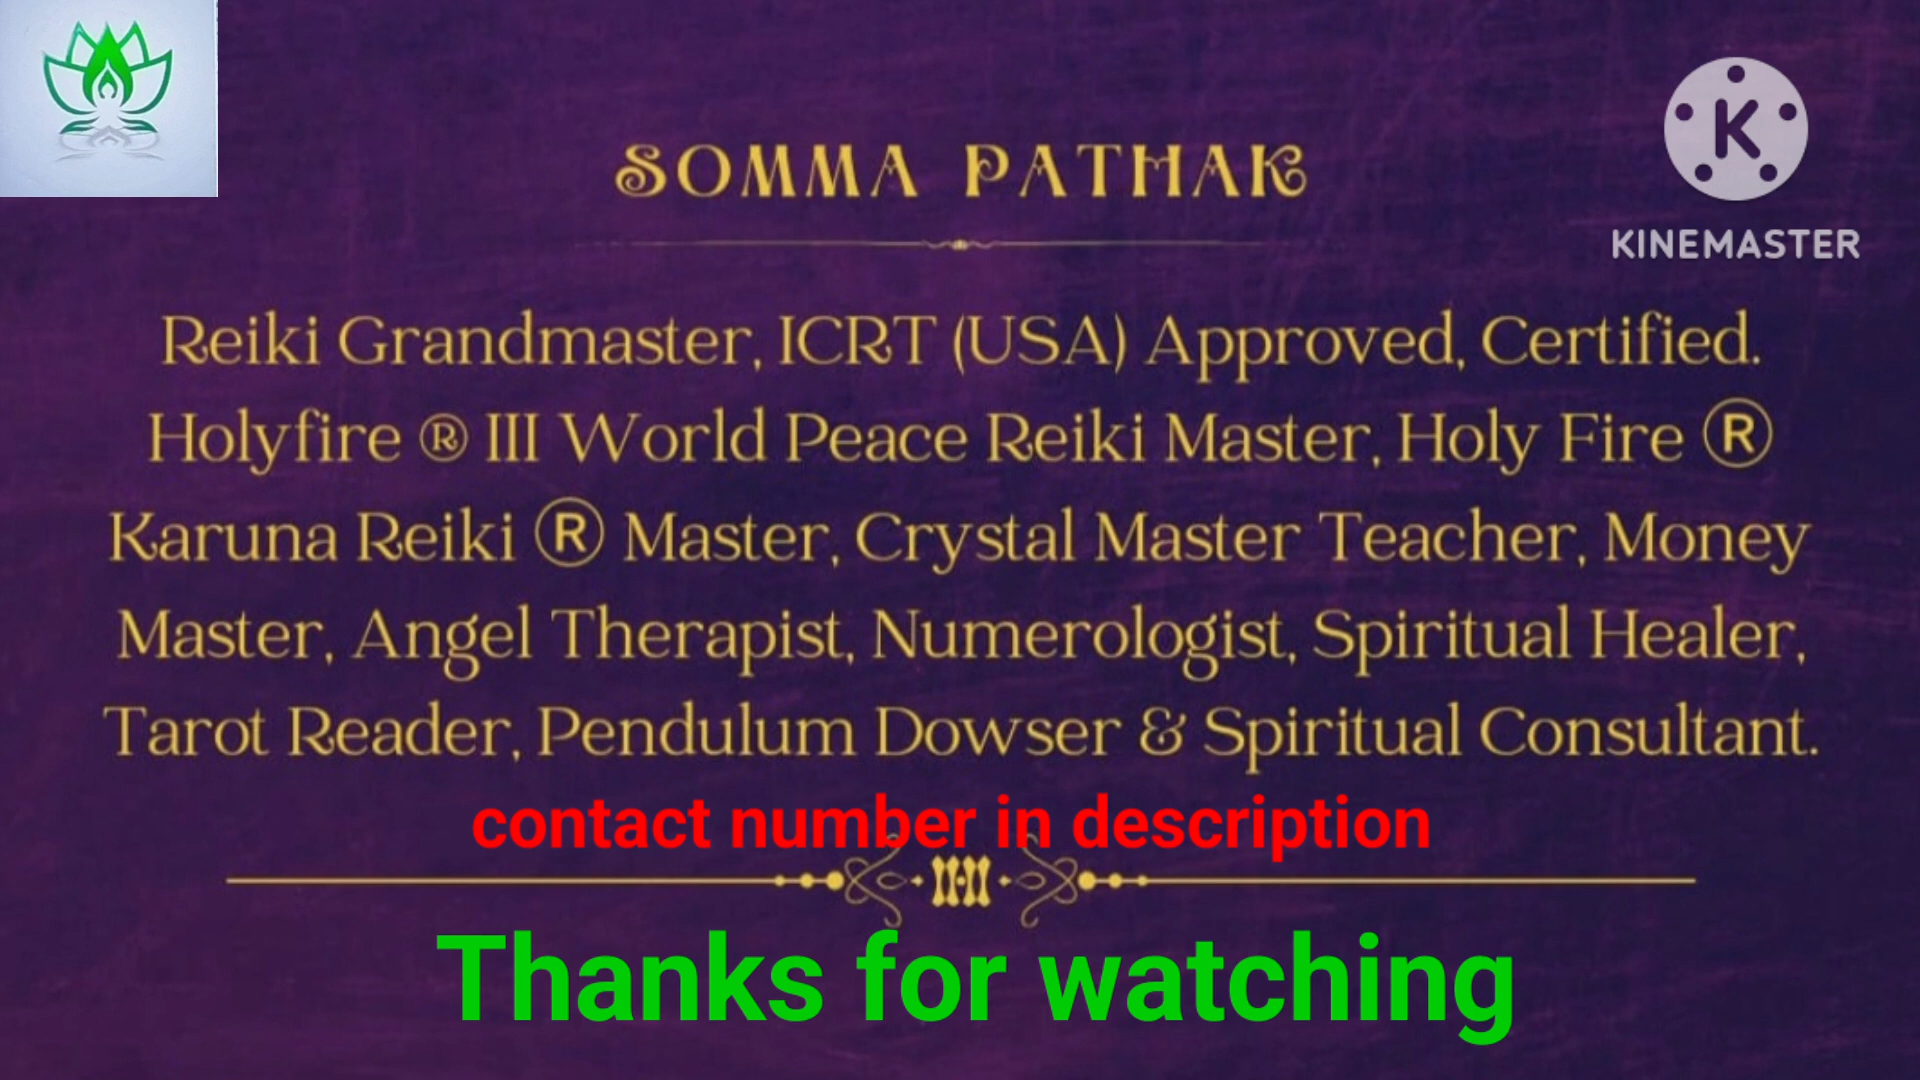 SOMMA PATHAK
K
KINEMASTER
Reiki Grandmaster, ICRT (USA) Approved, Certified.
Holyfire ® III World Peace Reiki Master, Holy Fire ®
Karuna Reiki ® Master, Crystal Master Teacher, Money
Master, Angel Therapist, Numerologist, Spiritual Healer,
Tarot Reader, Pendulum Dowser & Spiritual Consultant.
contact number in description
Thanks for watching